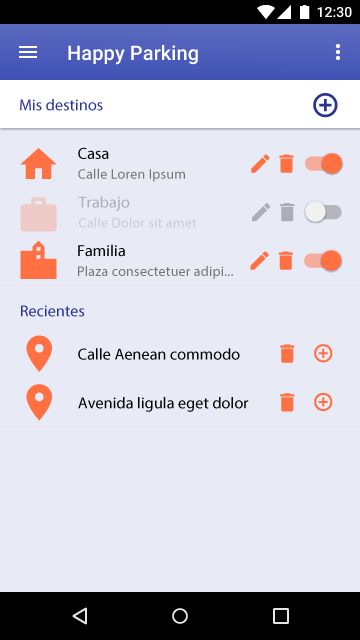 12:30
Happy Parking
Mis destinos
Casa
Calle Loren Ipsum
Trabajo
Calle Dolor sit amet
Familia
Plaza consectetuer adipi...
Recientes
Calle Aenean commodo
Avenida ligula eget dolor